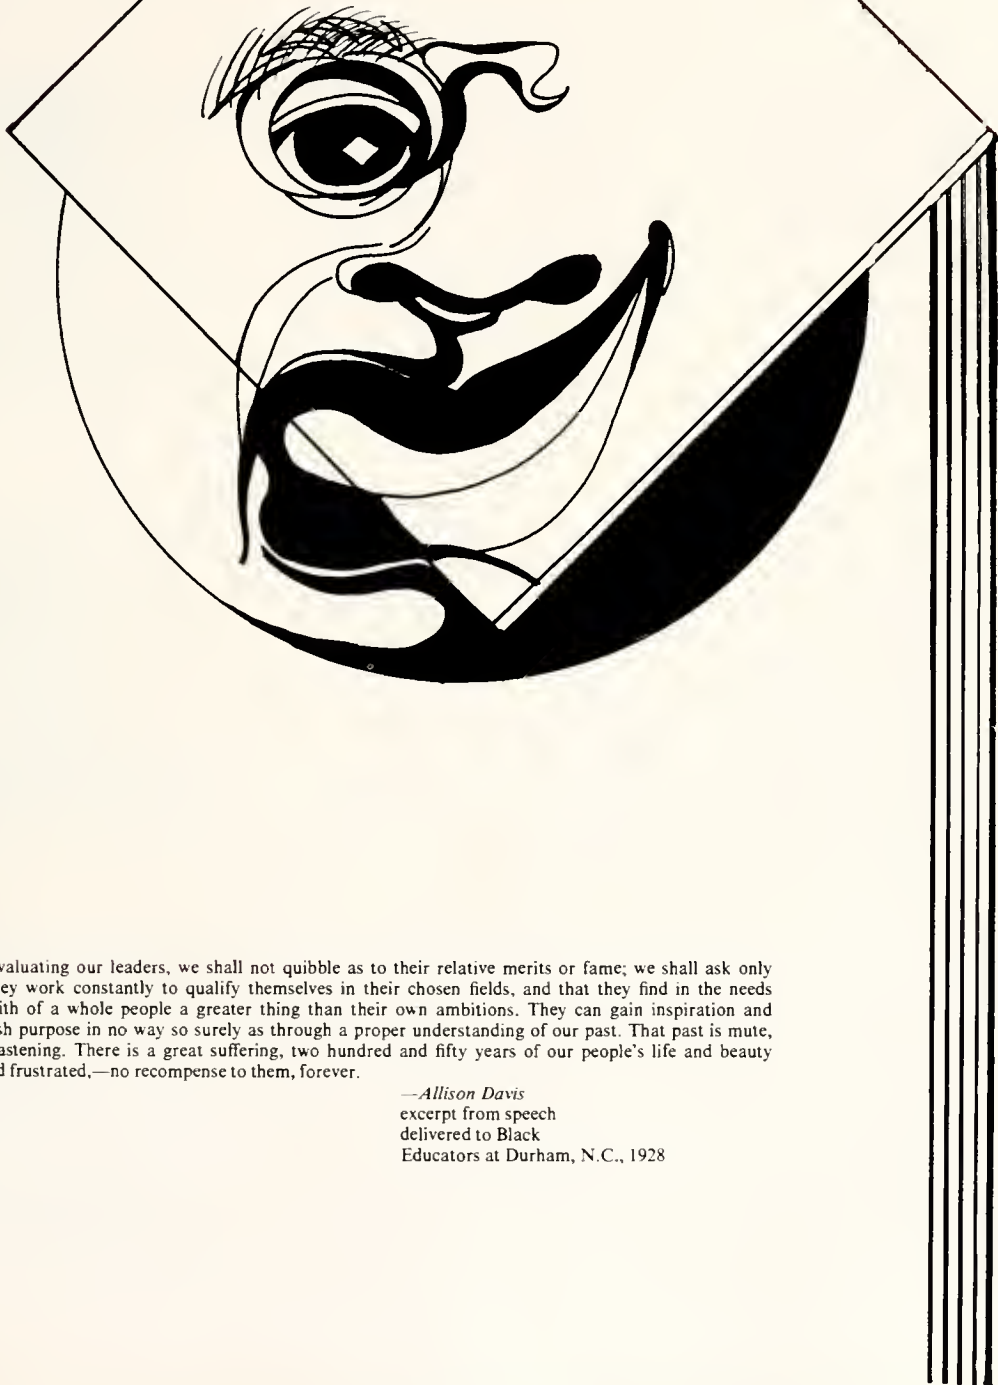 valuating our leaders, we shall not quibble as to their relative merits or fame; we shall ask only
ey work constantly to qualify themselves in their chosen fields, and that they find in the needs
ith of a whole people a greater thing than their own ambitions. They can gain inspiration and
sh purpose in no way so surely as through a proper understanding of our past. That past is mute,
astening. There is a great suffering, two hundred and fifty years of our people's life and beauty
d frustrated,—no recompense to them, forever.
—Allison Davis
excerpt from speech
delivered to Black
Educators at Durham, N.C., 1928